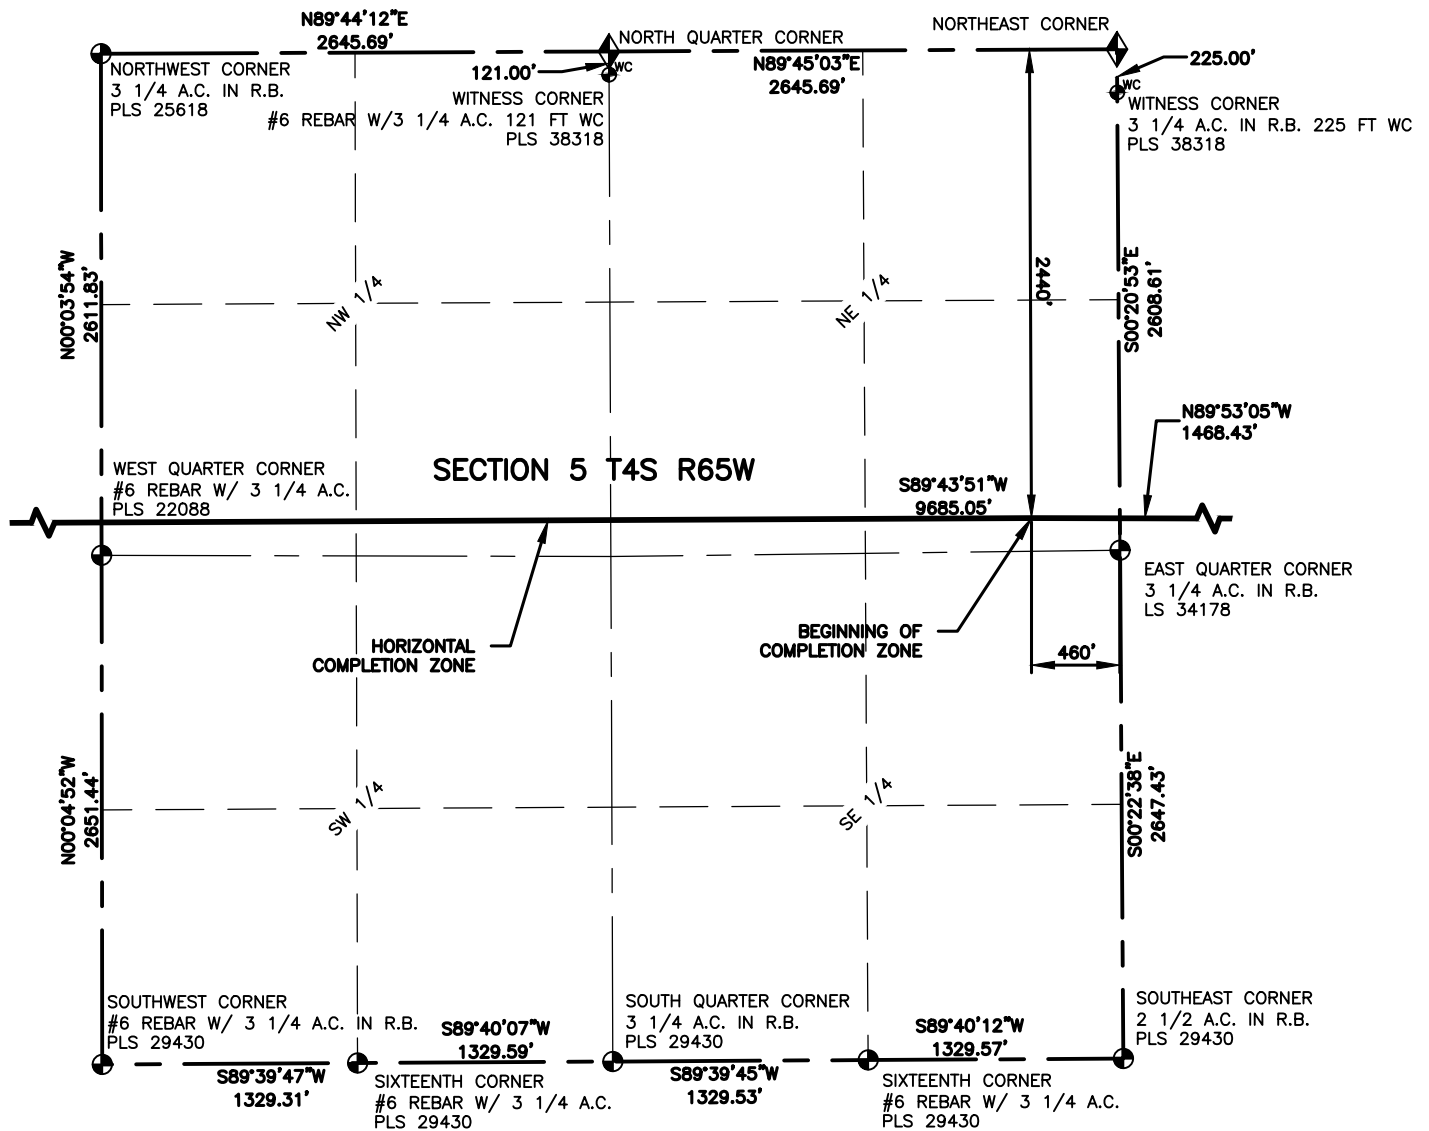 N89°44'12"E
2645.69'
NORTH QUARTER CORNER
NORTHEAST CORNER
NORTHWEST CORNER
3 1/4 A.C. IN R.B.
PLS 25618
121.00'
WC
WITNESS CORNER
#6 REBAR W/3 1/4 A.C. 121 FT WC
PLS 38318
N89°45'03"E
2645.69'
225.00'
WC
WITNESS CORNER
3 1/4 A.C. IN R.B. 225 FT WC
PLS 38318
N00°03'54"W
2611.83'
NW 1/4
NE 1/4
2440'
S00°20'53"E
2608.61'
N89°53'05"W
1468.43'
WEST QUARTER CORNER
#6 REBAR W/ 3 1/4 A.C.
PLS 22088
SECTION 5 T4S R65W
S89°43'51"W
9685.05'
EAST QUARTER CORNER
3 1/4 A.C. IN R.B.
LS 34178
HORIZONTAL
COMPLETION ZONE
BEGINNING OF
COMPLETION ZONE
460'
N00°04'52"W
2651.44'
SW 1/4
SE 1/4
S00°22'38"E
2647.43'
SOUTHWEST CORNER
#6 REBAR W/ 3 1/4 A.C. IN R.B.
PLS 29430
S89°40'07"W
1329.59'
SOUTH QUARTER CORNER
3 1/4 A.C. IN R.B.
PLS 29430
S89°40'12"W
1329.57'
SOUTHEAST CORNER
2 1/2 A.C. IN R.B.
PLS 29430
S89°39'47"W
1329.31'
SIXTEENTH CORNER
#6 REBAR W/ 3 1/4 A.C.
PLS 29430
S89°39'45"W
1329.53'
SIXTEENTH CORNER
#6 REBAR W/ 3 1/4 A.C.
PLS 29430